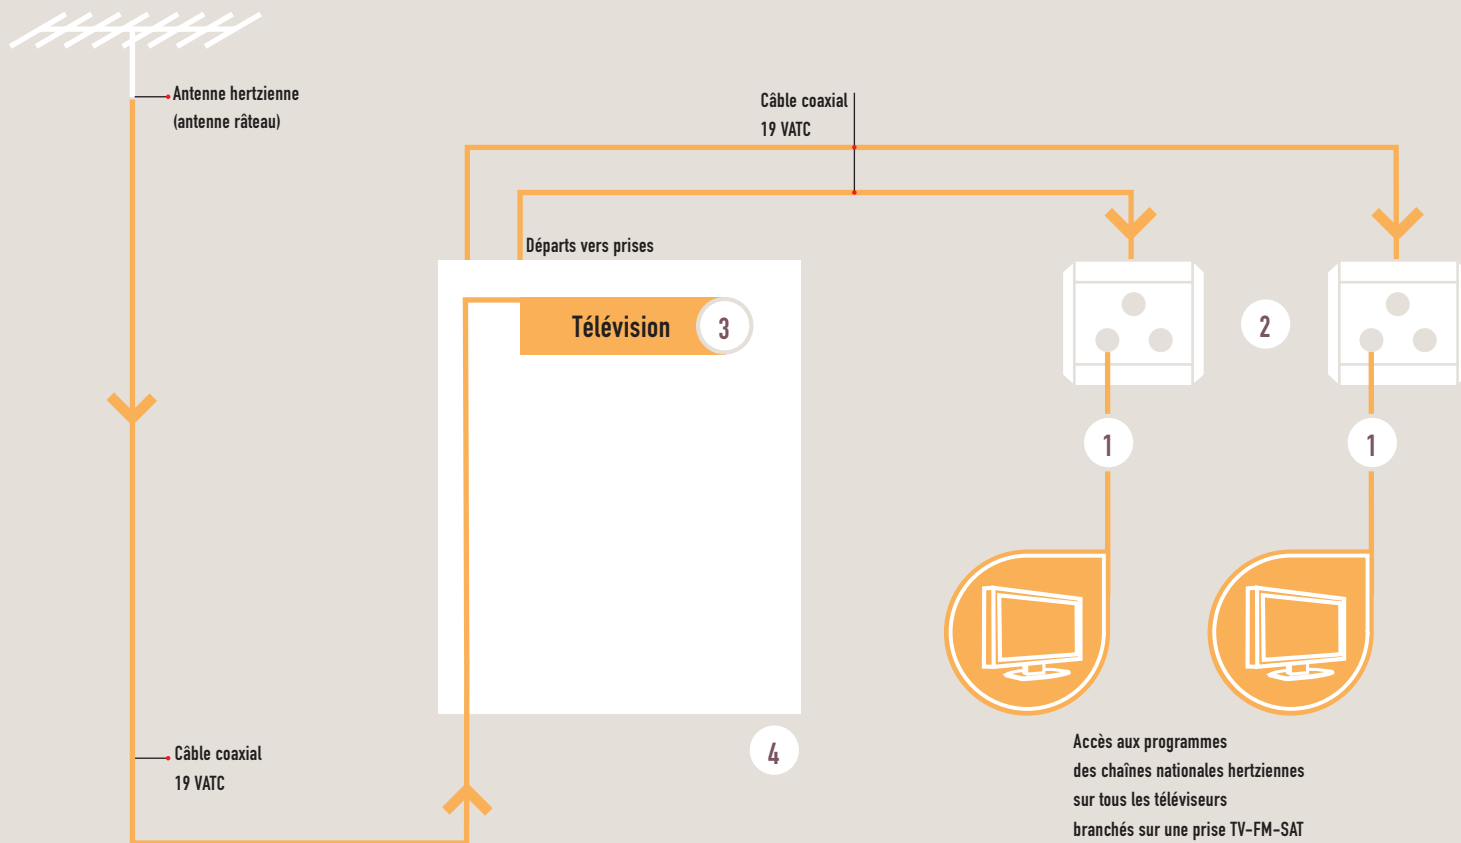 Antenne hertzienne
(antenne râteau)
Câble coaxial
19 VATC
Départs vers prises
Télévision 3
2
1
1
4
Câble coaxial
19 VATC
Accès aux programmes
des chaînes nationales hertziennes
sur tous les téléviseurs
branchés sur une prise TV-FM-SAT